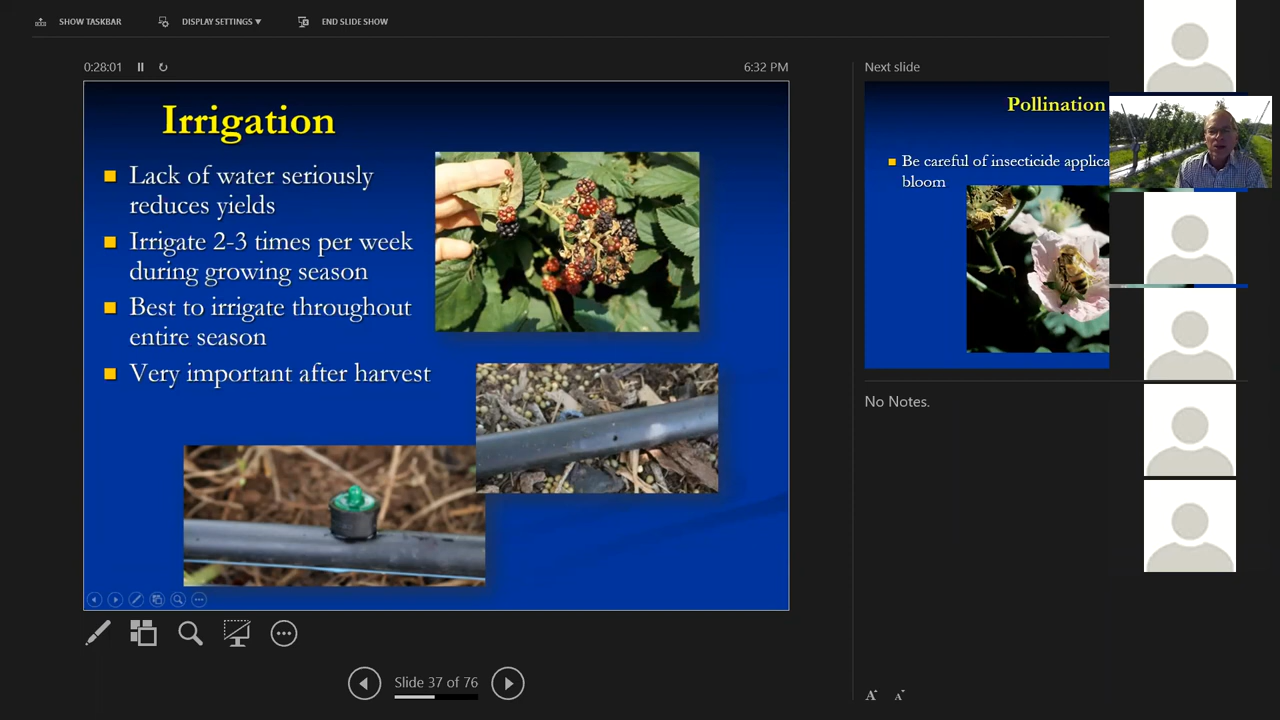 SHOW TASKBAR
DISPLAY SETTINGS ▼
END SLIDE SHOW
0:28:01
6:32 PM
Irrigation
Lack of water seriously
reduces yields
Irrigate 2-3 times per week
during growing season
Best to irrigate throughout
entire season
Very important after harvest
Slide 37 of 76
Next slide
Pollination
Be careful of insecticide applica
bloom
No Notes.
A
A